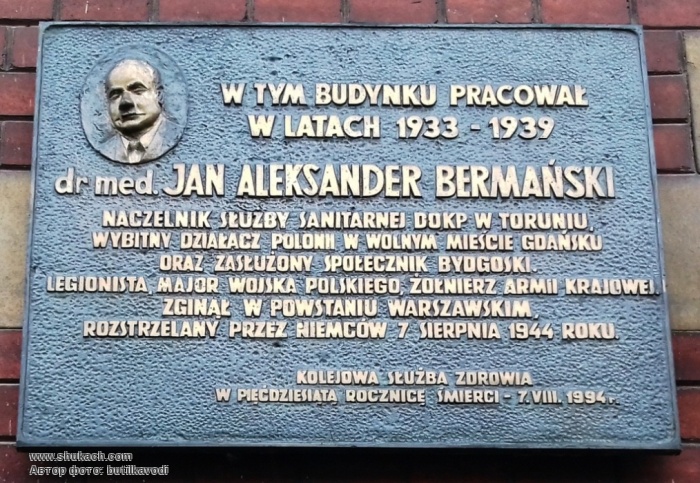 W TYM BUDYNKU PRACOWAŁ
W LATACH 1933 - 1939
dr med. JAN ALEKSANDER BERMAŃSKI
NACZELNIK SŁUŻBY SANITARNEJ DOKP W TORUNIU,
WYBITNY DZIAŁACZ POLONII W WOLNYM MIEŚCIE GDAŃSKU
ORAZ ZASŁUŻONY SPOŁECZNIK BYDGOSKI.
LEGIONISTA, MAJOR WOJSKA POLSKIEGO, ŻOŁNIERZ ARMII KRAJOWEJ.
ZGINĄŁ W POWSTANIU WARSZAWSKIM,
ROZSTRZELANY PRZEZ NIEMCÓW 7 SIERPNIA 1944 ROKU.
KOLEJOWA SŁUŻBA ZDROWIA
W PIĘĆDZIESIĄTĄ ROCZNICĘ ŚMIERCI - 7. VIII. 1994 r.
www.shukach.com
Автор фото: butilkavodi